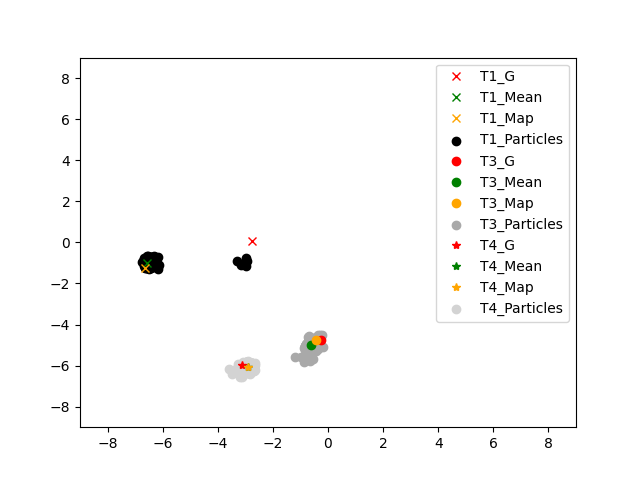 8
6
4
2
0
−2
−4
−6
−8
−8 −6 −4 −2 0 2 4 6 8
T1_G
T1_Mean
T1_Map
T1_Particles
T3_G
T3_Mean
T3_Map
T3_Particles
T4_G
T4_Mean
T4_Map
T4_Particles